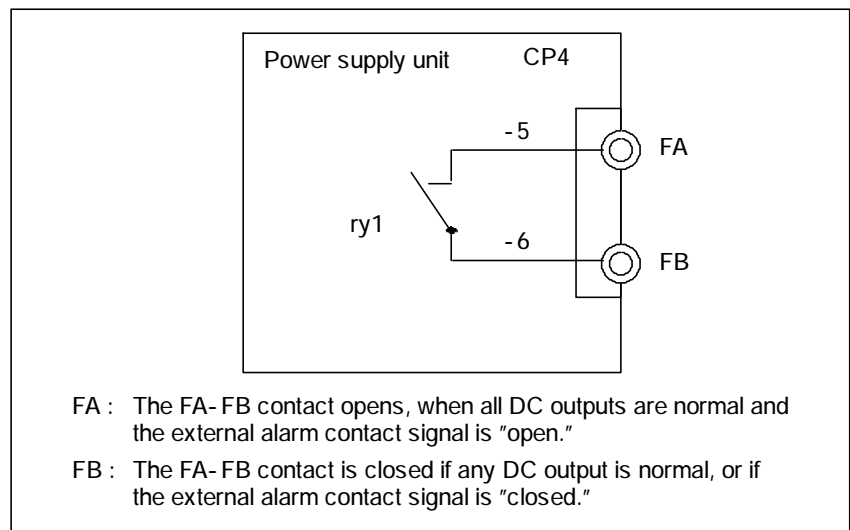 Power supply unit CP4
-5
FA
ry1
-6
FB
FA : The FA-FB contact opens, when all DC outputs are normal and
the external alarm contact signal is "open."
FB : The FA-FB contact is closed if any DC output is normal, or if
the external alarm contact signal is "closed."